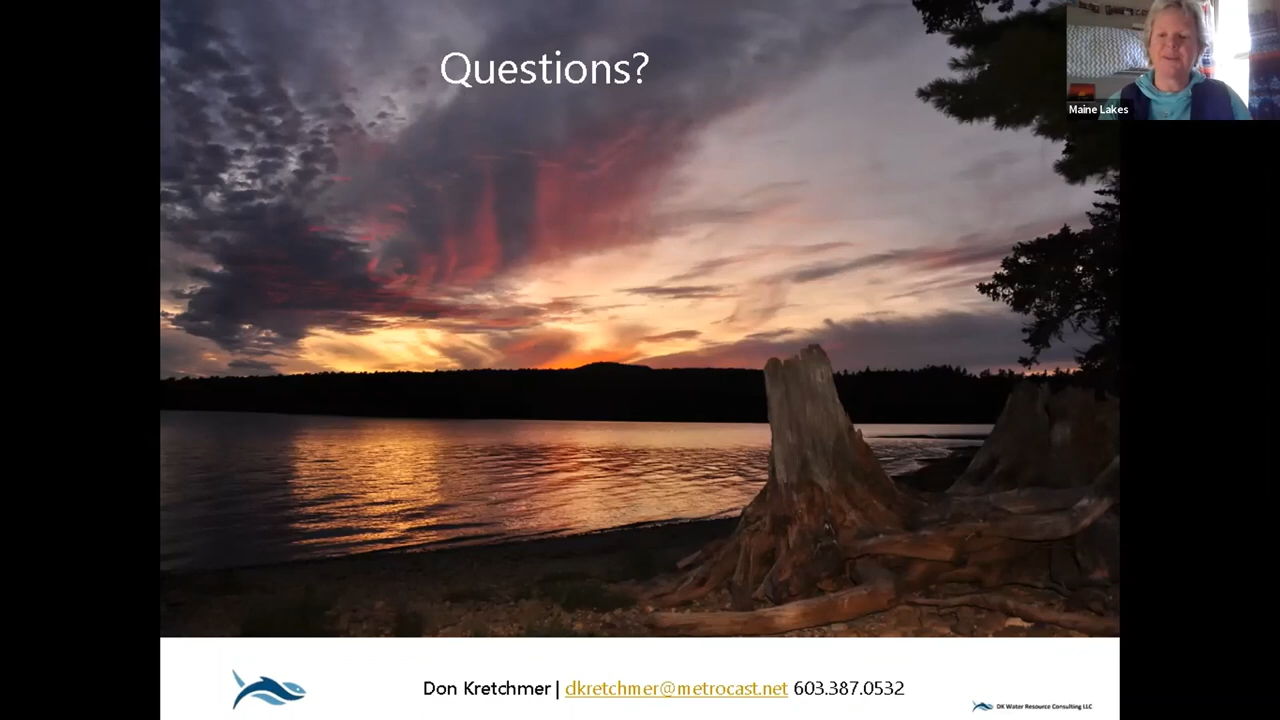 Questions?
Maine Lakes
Don Kretchmer | dkretchmer@metrocast.net 603.387.0532
DK Water Resource Consulting LLC